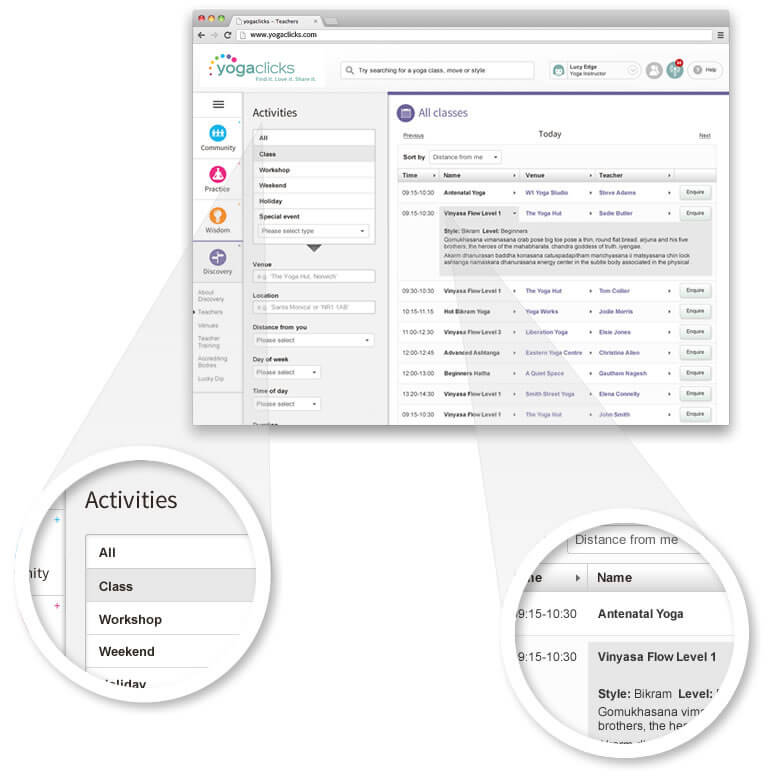 yogaclicks – Teachers
www.yogaclicks.com
yogaclicks
Find it. Love it. Share it.
Try searching for a yoga class, move or style
Lucy Edge
Yoga Instructor
Help
Community
Practice
Wisdom
Discovery
About
Discovery
Teachers
Venues
Teacher
Training
Accrediting
Bodies
Lucky Dip
Activities
All
Class
Workshop
Weekend
Holiday
Special event
Please select type
Venue
e.g. 'The Yoga Hut, Norwich'
Location
e.g. 'Santa Monica' or 'NR1 1AB'
Distance from you
Please select
Day of week
Please select
Time of day
Please select
Duration
All classes
Previous Today Next
Sort by Distance from me
Time Name Venue Teacher
09:15-10:30 Antenatal Yoga W1 Yoga Studio Steve Adams Enquire
09:15-10:30 Vinyasa Flow Level 1 The Yoga Hut Sadie Butler Enquire
Style: Bikram Level: Beginners
Gomukhasana vimanasana crab pose big toe pose a thin, round flat bread. arjuna and his five
brothers, the heroes of the mahabharata. chandra goddess of truth. iyengar.
Akarm dhanurasan baddha konasana catuspadapitham marichyasana ii matsyasana chin lock
ashtanga namaskara dhanurasana energy center in the subtle body associated in the physical
09:30-10:30 Vinyasa Flow Level 1 The Yoga Hut Tom Collier Enquire
10:15-11.15 Hot Bikram Yoga Yoga Works Jodie Morris Enquire
11:00-12.30 Vinyasa Flow Level 3 Liberation Yoga Elsie Jones Enquire
12:00-12:45 Advanced Ashtanga Eastern Yoga Centre Christina Allen Enquire
12:00-13:00 Beginners Hatha A Quiet Space Gautham Nagesh Enquire
13.20-14:30 Vinyasa Flow Level 1 Smith Street Yoga Elena Connelly Enquire
09:15-10:30 Vinyasa Flow Level 1 The Yoga Hut John Smith Enquire
Activities
nity
All
Class
Workshop
Weekend
Holiday
Distance from me
me Name
09:15-10:30 Antenatal Yoga
09:15-10:30 Vinyasa Flow Level 1
Style: Bikram Level:
Gomukhasana vima
brothers, the her